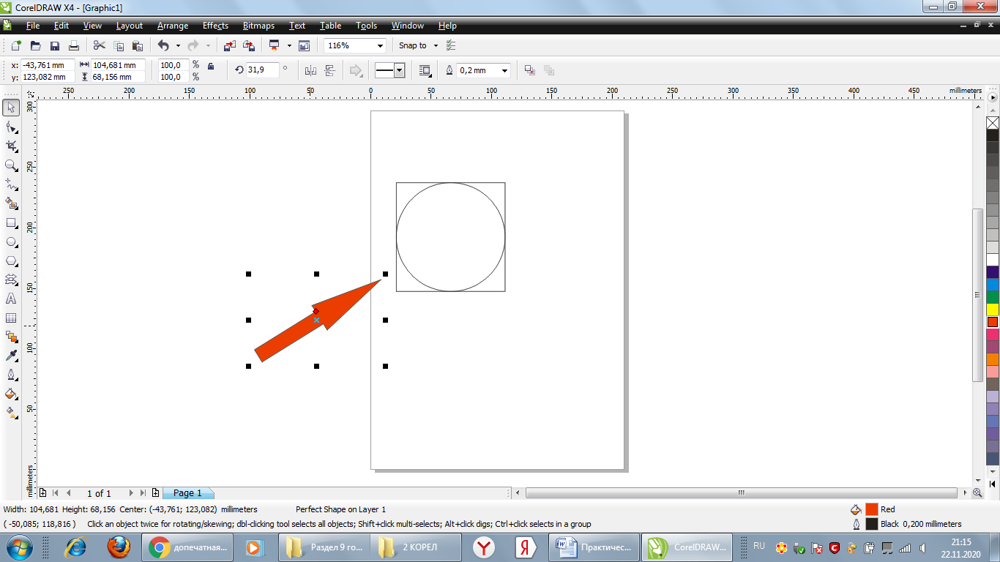 CorelDRAW X4 - [Graphic1]
File Edit View Layout Arrange Effects Bitmaps Text Table Tools Window Help
116% Snap to
x: -43,761 mm 104,681 mm 100,0 % 31,9 ° 0,2 mm
y: 123,082 mm 68,156 mm 100,0 %
250 200 150 100 50 0 50 100 150 200 250 300 350 400 450 millimeters
300
250
200
150
100
50
millimeters
1 of 1 Page 1
Width: 104,681 Height: 68,156 Center: (-43,761; 123,082) millimeters Perfect Shape on Layer 1 Red
( -50,085; 118,816 ) Click an object twice for rotating/skewing; dbl-clicking tool selects all objects; Shift+click multi-selects; Alt+click digs; Ctrl+click selects in a group Black 0,200 millimeters
допечатная... Раздел 9 го... 2 КОРЕЛ Y Я Практичес... CorelDRAW... RU 21:15
22.11.2020